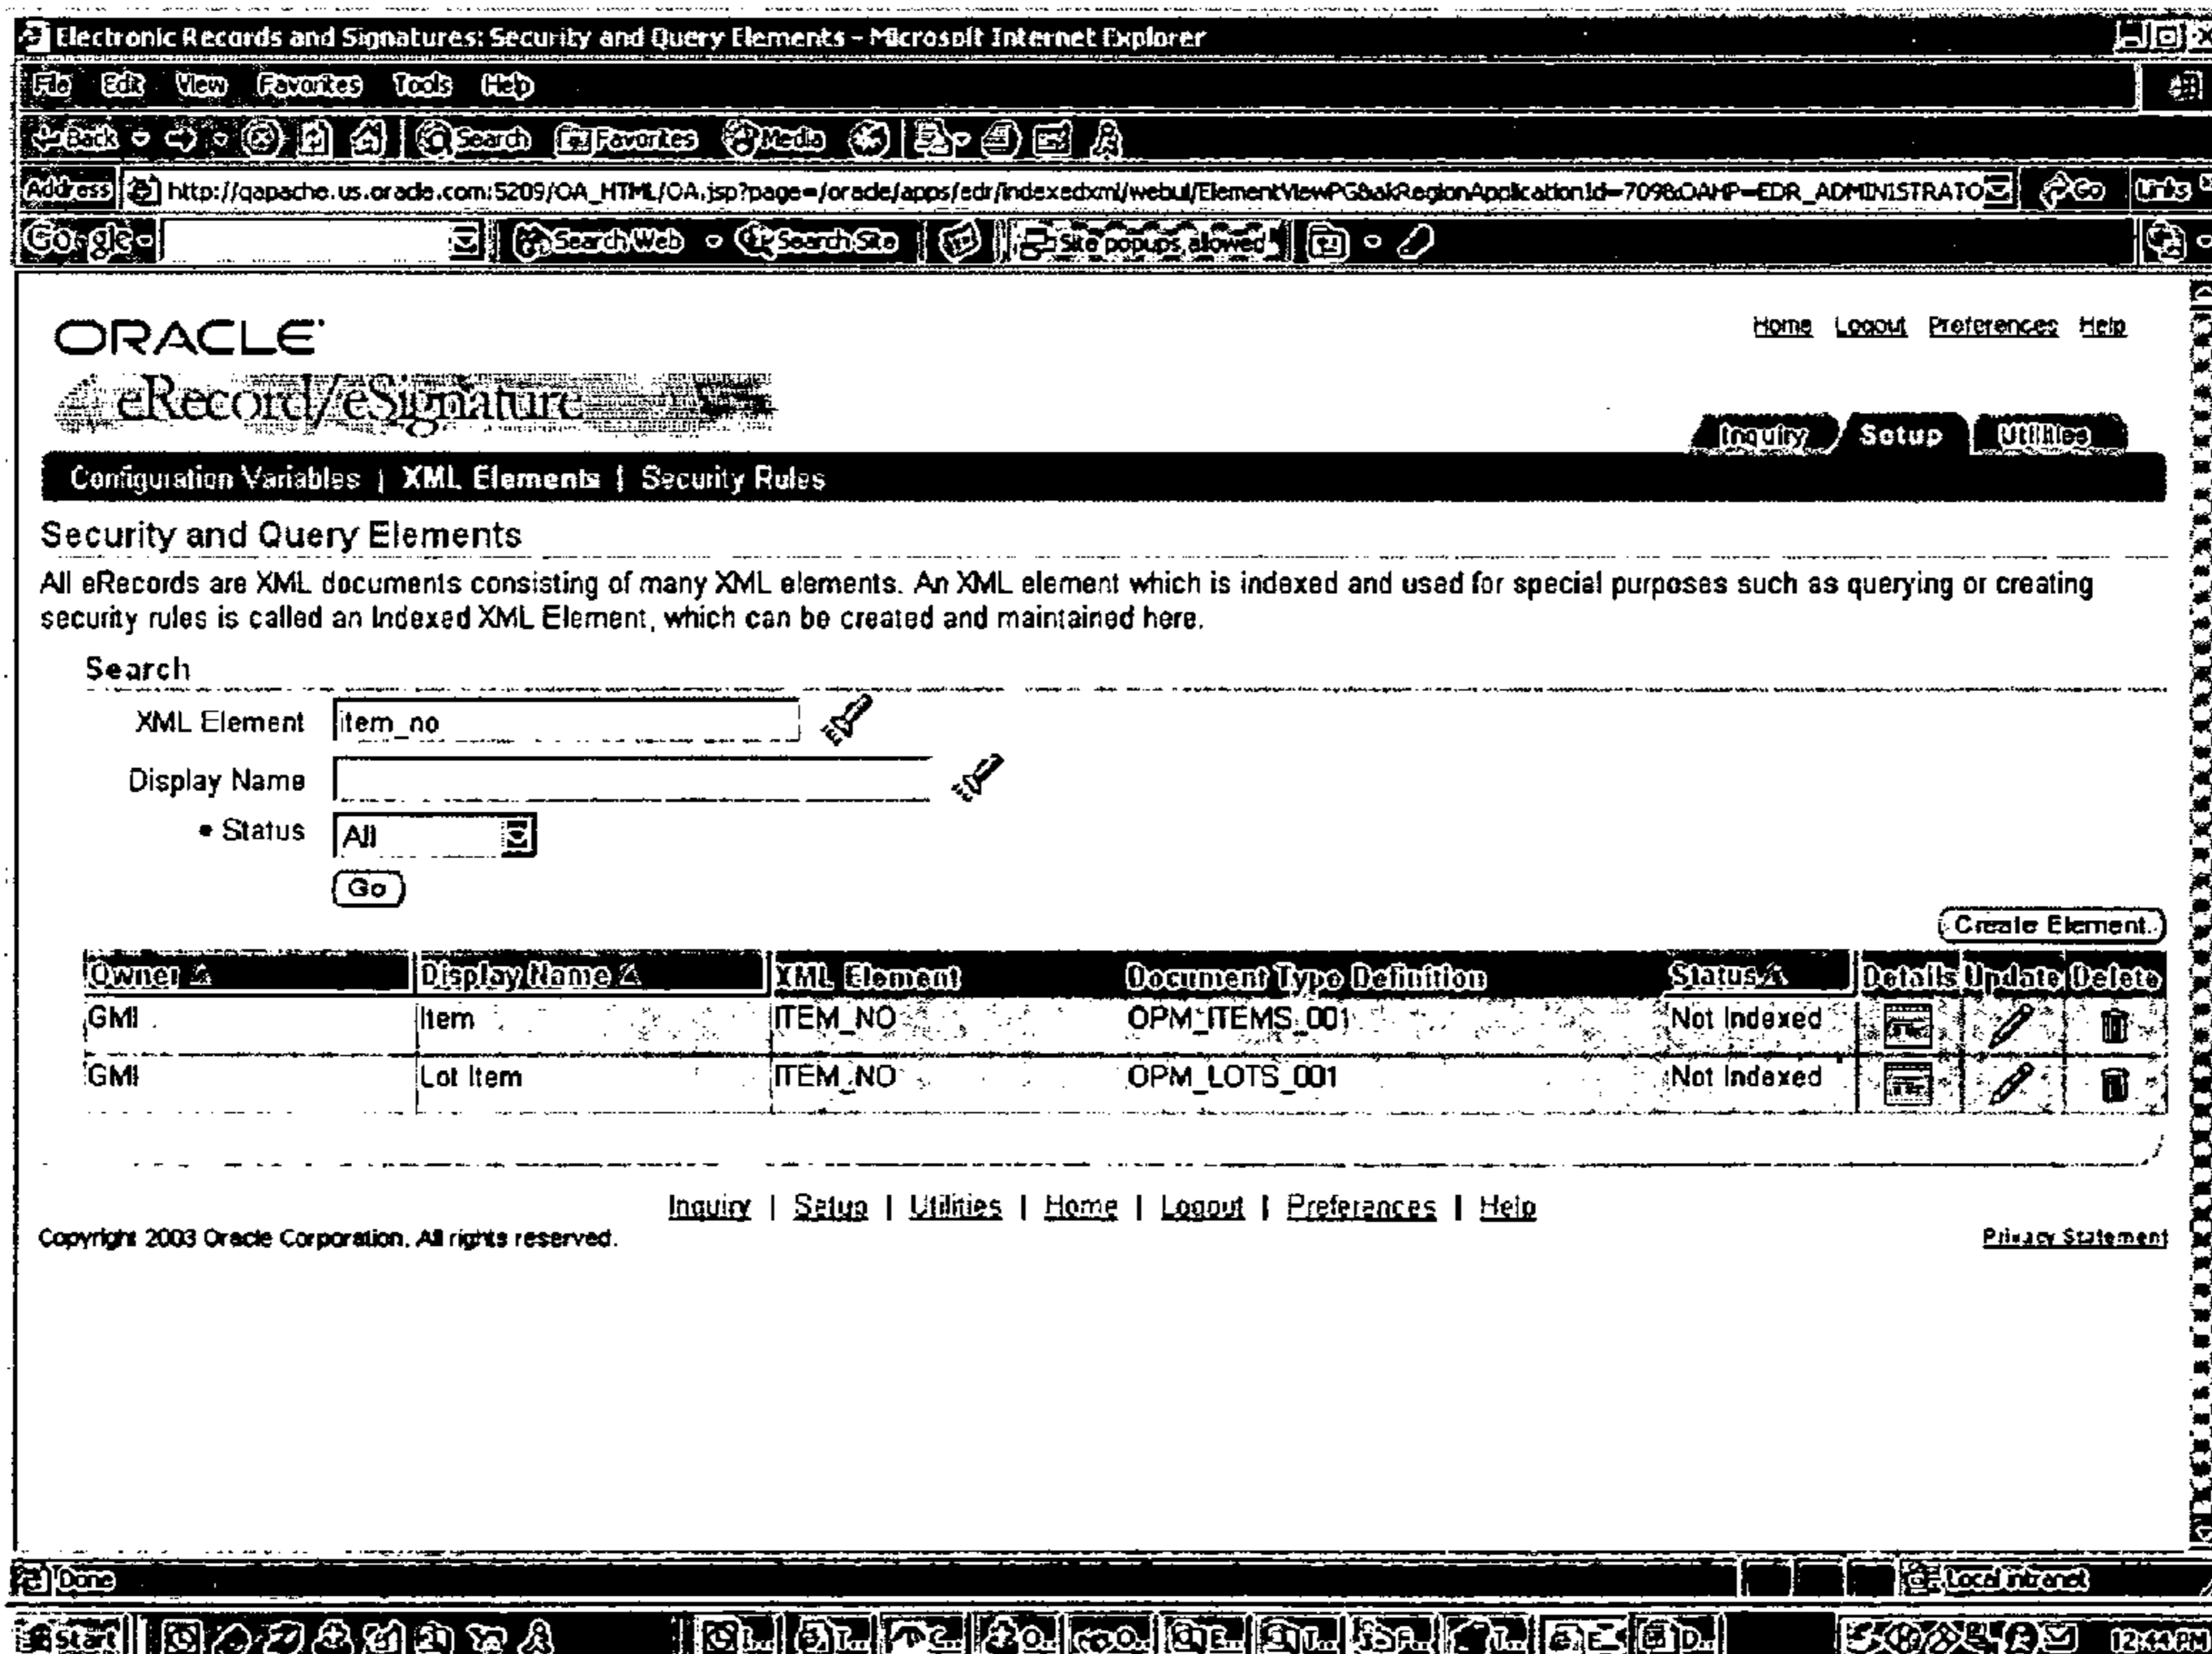 Electronic Records and Signatures: Security and Query Elements - Microsoft Internet Explorer
File Edit View Favorites Tools Help
Back Search Favorites Media
Address http://qapache.us.oracle.com:5209/OA_HTML/OA.jsp?page=/oracle/apps/edr/indexedxml/webui/ElementViewPG&akRegionApplicationId=709&OAHP=EDR_ADMINISTRATO Go Links
Google Search Web Search Site Site popups allowed
ORACLE
Home Logout Preferences Help
eRecord/eSignature
Inquiry Setup Utilities
Configuration Variables | XML Elements | Security Rules
Security and Query Elements
All eRecords are XML documents consisting of many XML elements. An XML element which is indexed and used for special purposes such as querying or creating
security rules is called an Indexed XML Element, which can be created and maintained here.
Search
XML Element item_no
Display Name
• Status All
Go
Create Element
Owner Display Name XML Element Document Type Definition Status Details Update Delete
GMI Item ITEM_NO OPM_ITEMS_001 Not Indexed
GMI Lot Item ITEM_NO OPM_LOTS_001 Not Indexed
Inquiry | Setup | Utilities | Home | Logout | Preferences | Help
Copyright 2003 Oracle Corporation. All rights reserved.
Privacy Statement
Done Local intranet
Start 12:44 PM